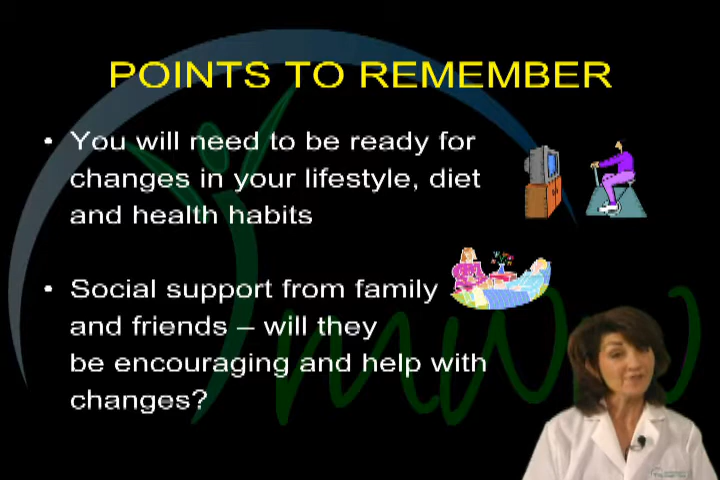 POINTS TO REMEMBER
• You will need to be ready for
changes in your lifestyle, diet
and health habits
• Social support from family
and friends – will they
be encouraging and help with
changes?